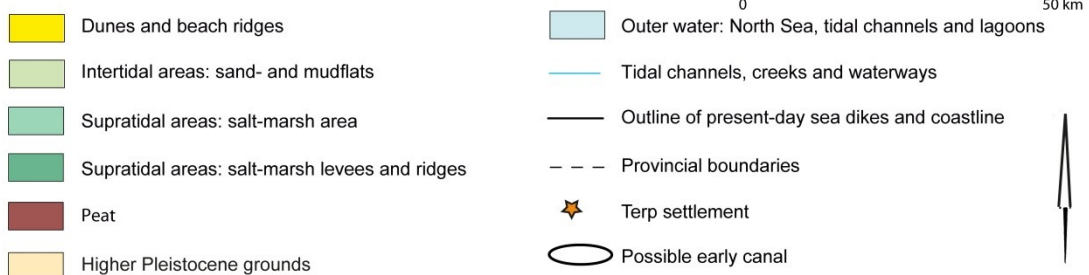 0 50 km
Dunes and beach ridges
Intertidal areas: sand- and mudflats
Supratidal areas: salt-marsh area
Supratidal areas: salt-marsh levees and ridges
Peat
Higher Pleistocene grounds
Outer water: North Sea, tidal channels and lagoons
Tidal channels, creeks and waterways
Outline of present-day sea dikes and coastline
Provincial boundaries
Terp settlement
Possible early canal